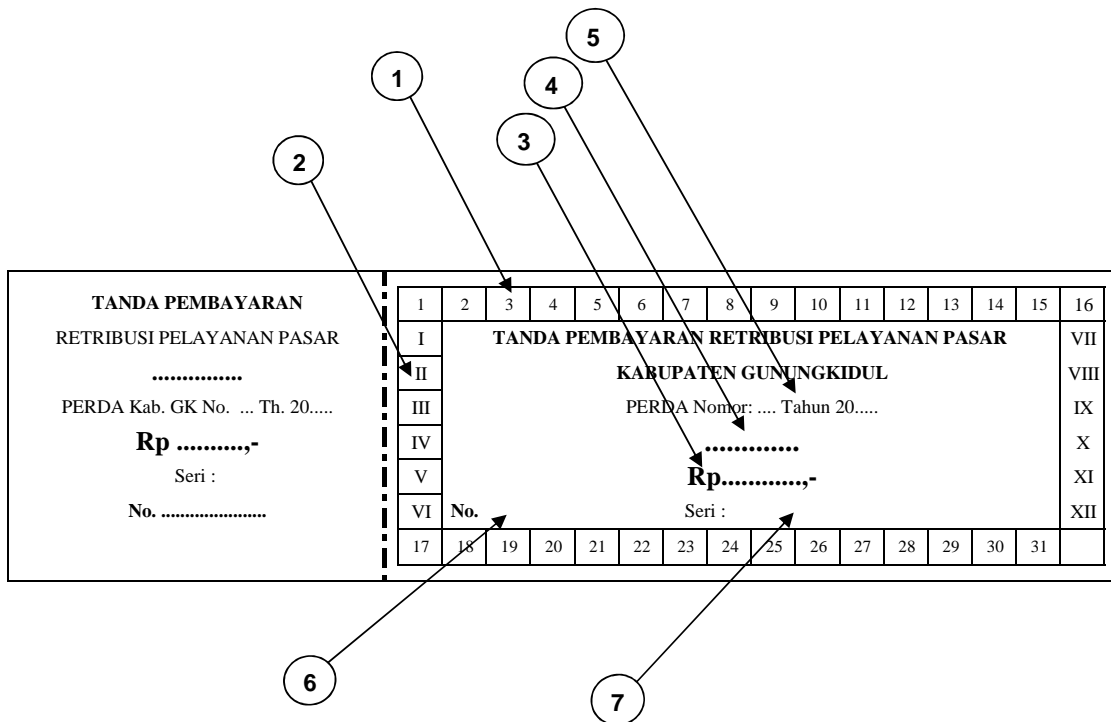 5
1
4
3
2
TANDA PEMBAYARAN
RETRIBUSI PELAYANAN PASAR
...............
PERDA Kab. GK No. ... Th. 20.....
Rp ...........,-
Seri :
No. ......................
1 2 3 4 5 6 7 8 9 10 11 12 13 14 15 16
I TANDA PEMBAYARAN RETRIBUSI PELAYANAN PASAR VII
II KABUPATEN GUNUNGKIDUL VIII
III PERDA Nomor: .... Tahun 20..... IX
IV ............. X
V Rp.............,- XI
VI No. Seri : XII
17 18 19 20 21 22 23 24 25 26 27 28 29 30 31
6
7